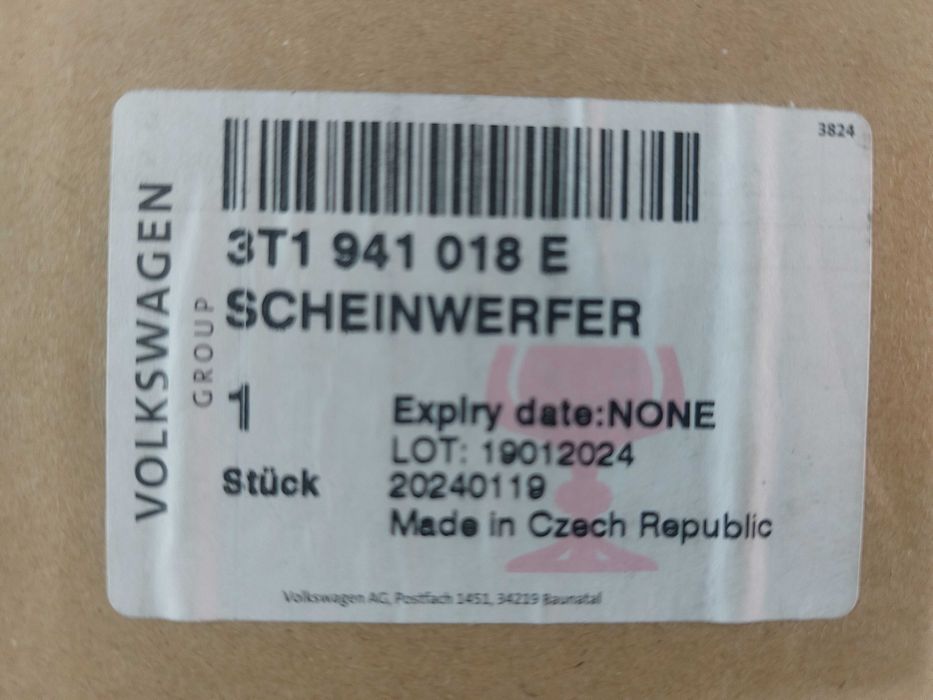 3824
VOLKSWAGEN
GROUP
3T1 941 018 E
SCHEINWERFER
1
Stück
Expiry date:NONE
LOT: 19012024
20240119
Made in Czech Republic
Volkswagen AG, Postfach 1451, 34219 Baunatal